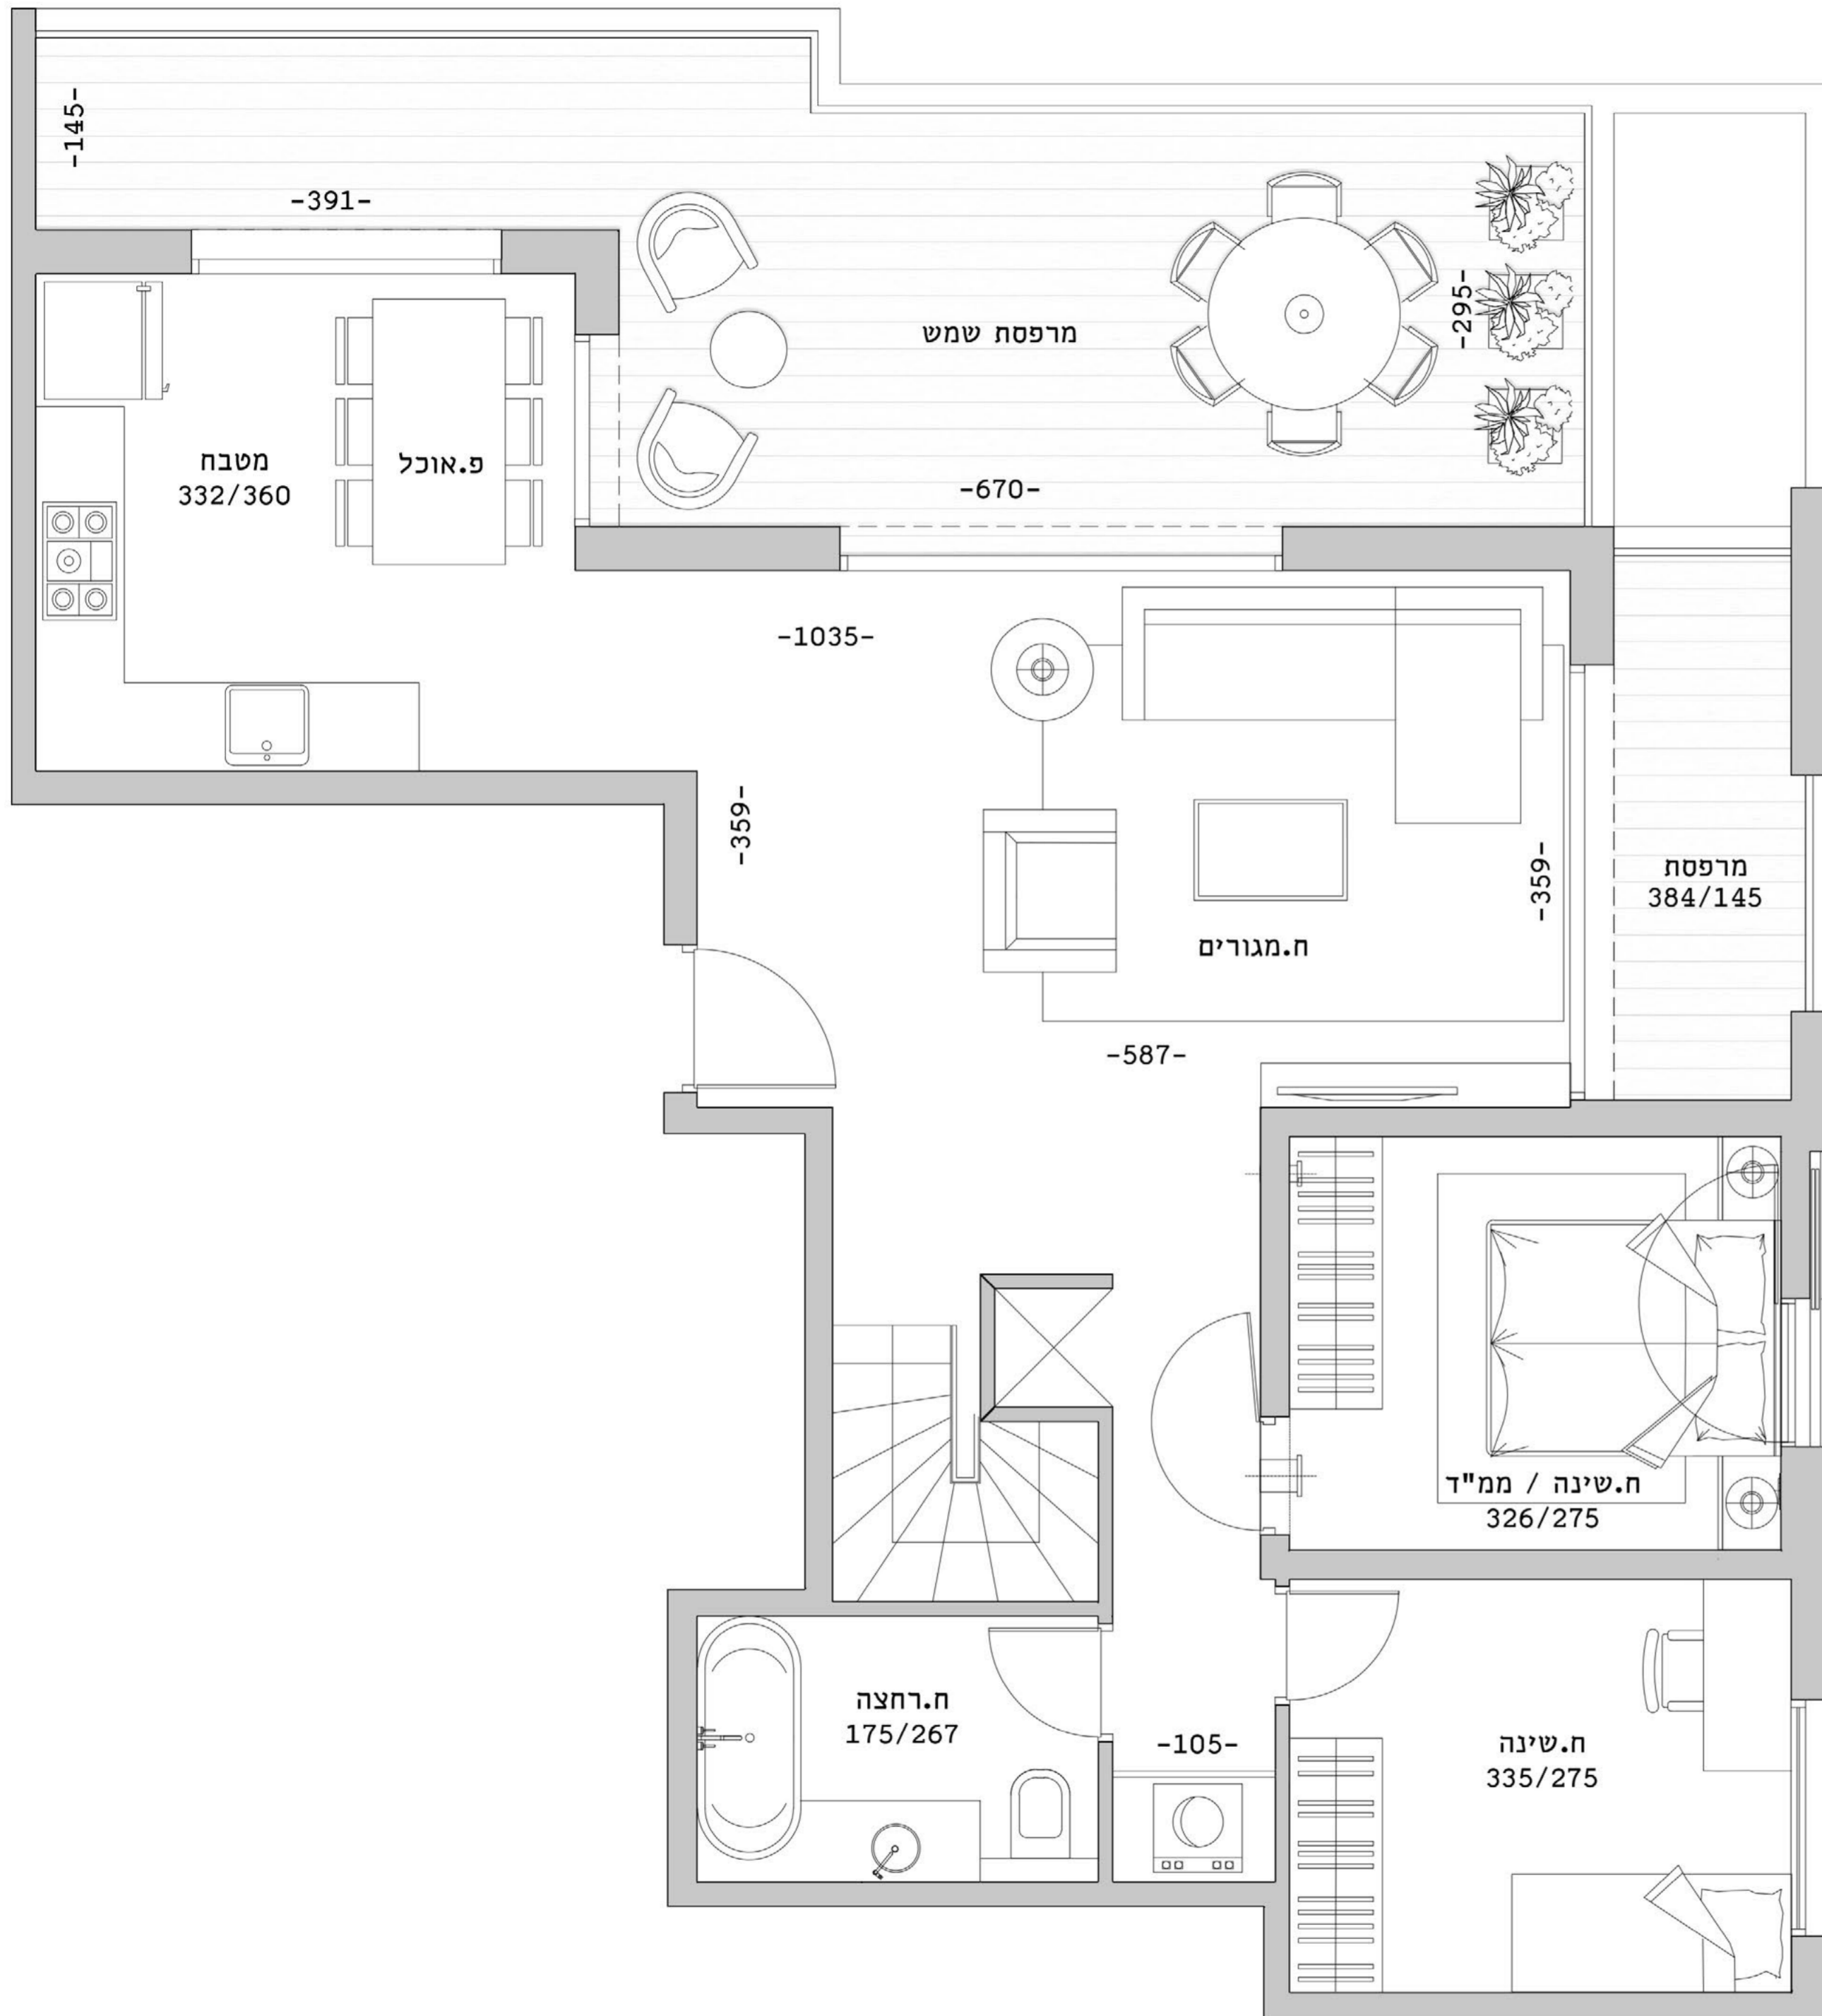 -145-
-391-
מרפסת שמש
-295-
-670-
מטבח
332/360
פ.אוכל
-1035-
-359-
-359-
מרפסת
384/145
ח.מגורים
-587-
ח.שינה / ממ"ד
326/275
ח.רחצה
175/267
-105-
ח.שינה
335/275